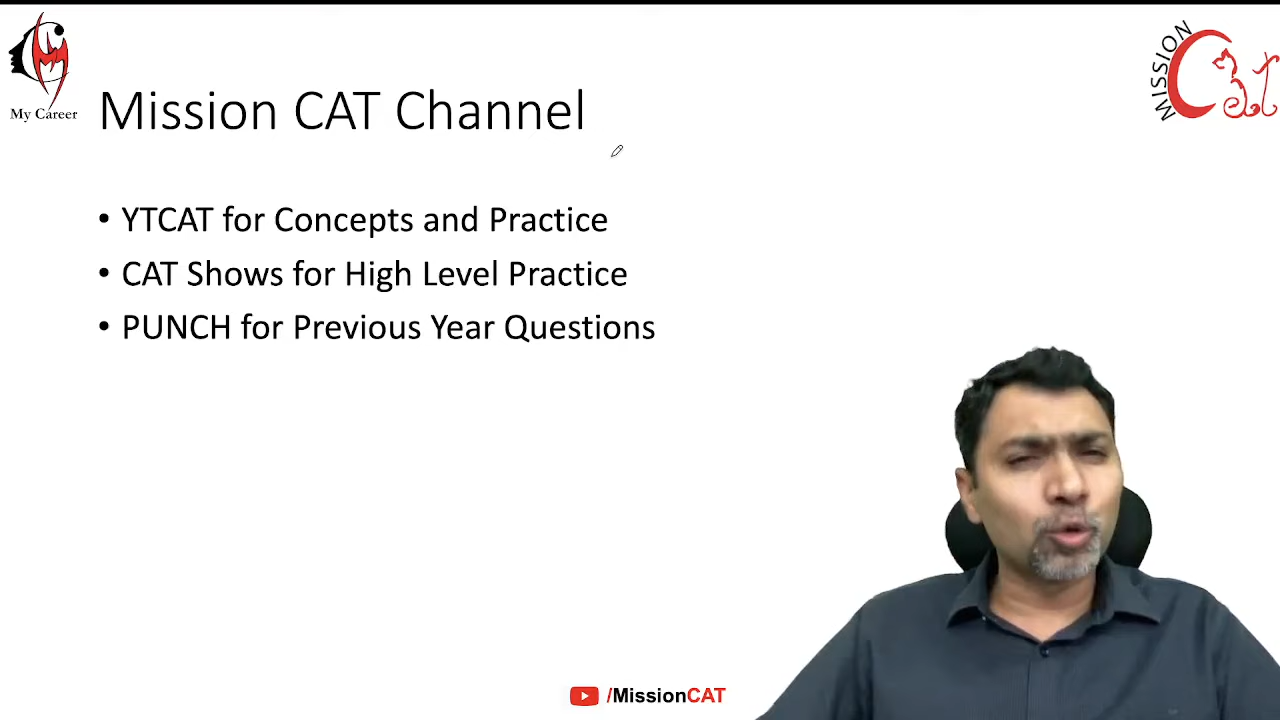 My Career
MISSION
Cat
Mission CAT Channel
• YTCAT for Concepts and Practice
• CAT Shows for High Level Practice
• PUNCH for Previous Year Questions
/MissionCAT